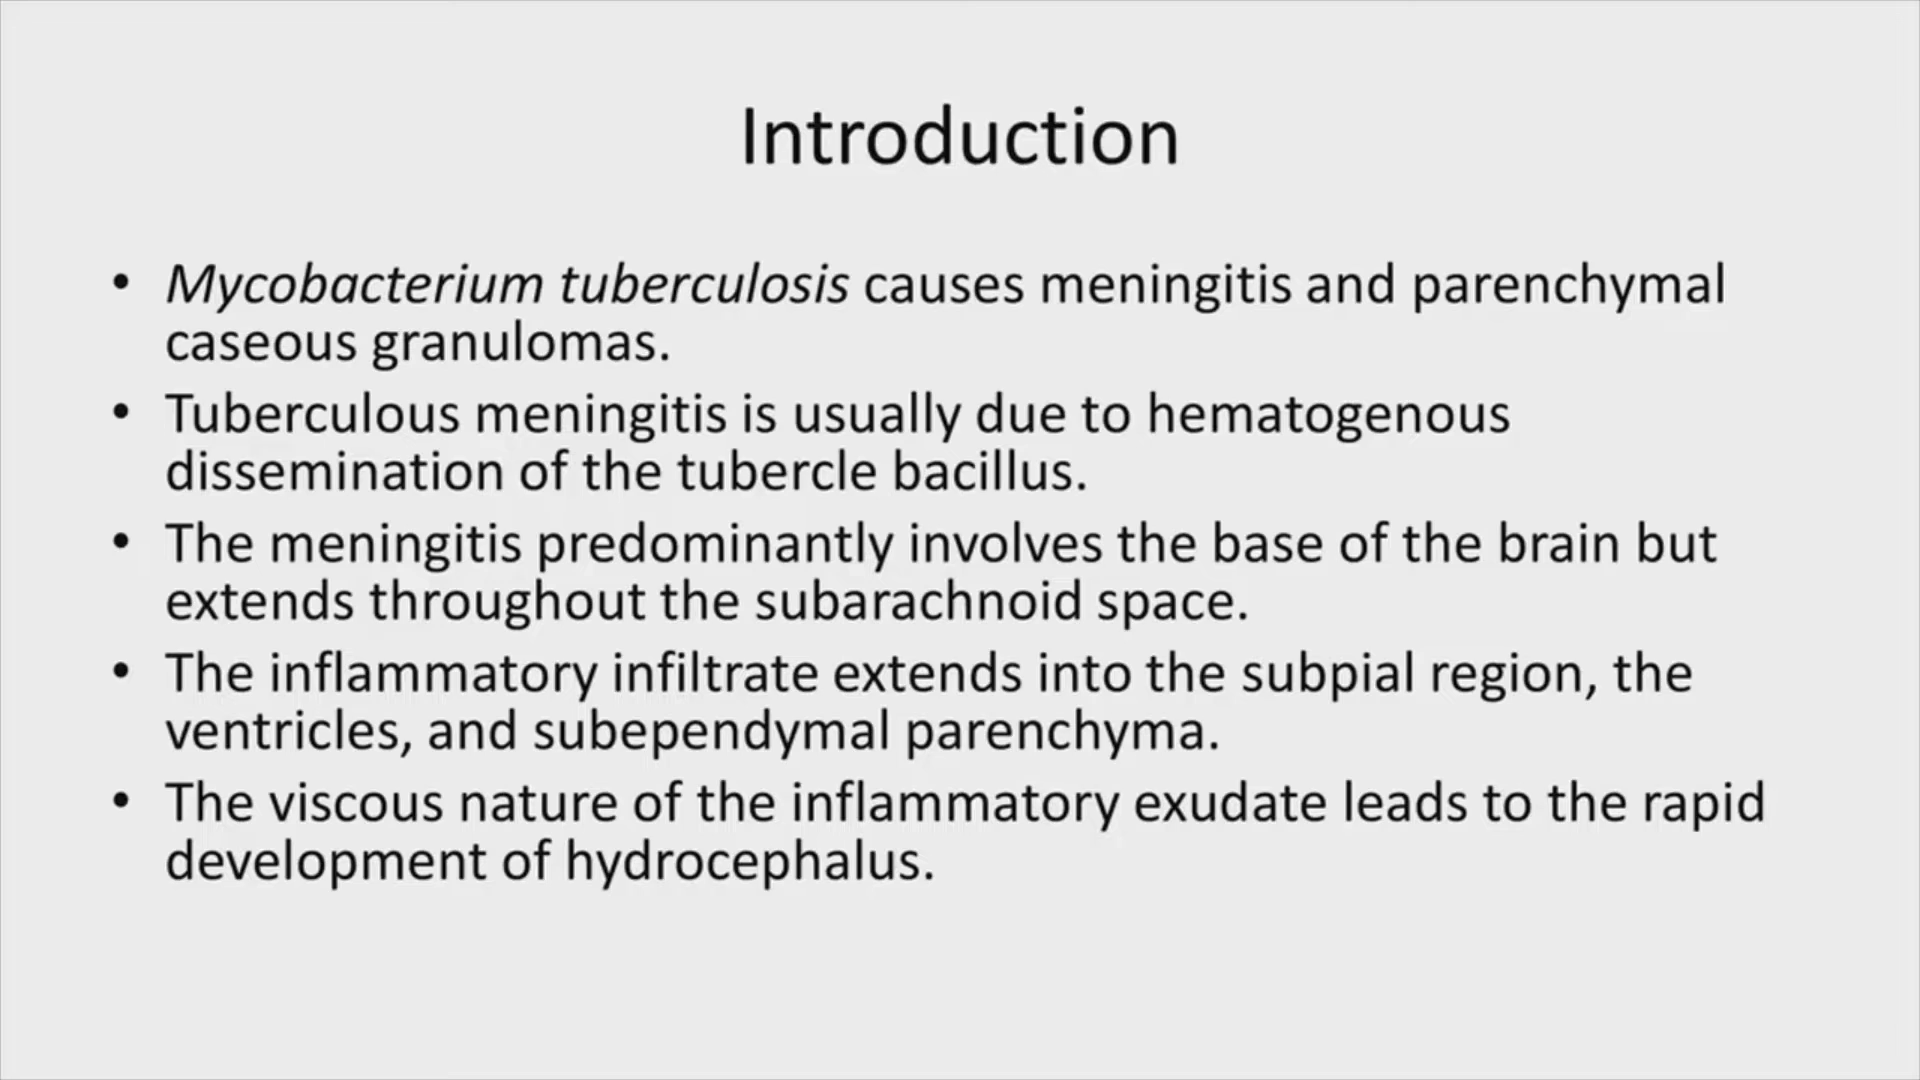 Introduction
• Mycobacterium tuberculosis causes meningitis and parenchymal
caseous granulomas.
• Tuberculous meningitis is usually due to hematogenous
dissemination of the tubercle bacillus.
• The meningitis predominantly involves the base of the brain but
extends throughout the subarachnoid space.
• The inflammatory infiltrate extends into the subpial region, the
ventricles, and subependymal parenchyma.
• The viscous nature of the inflammatory exudate leads to the rapid
development of hydrocephalus.